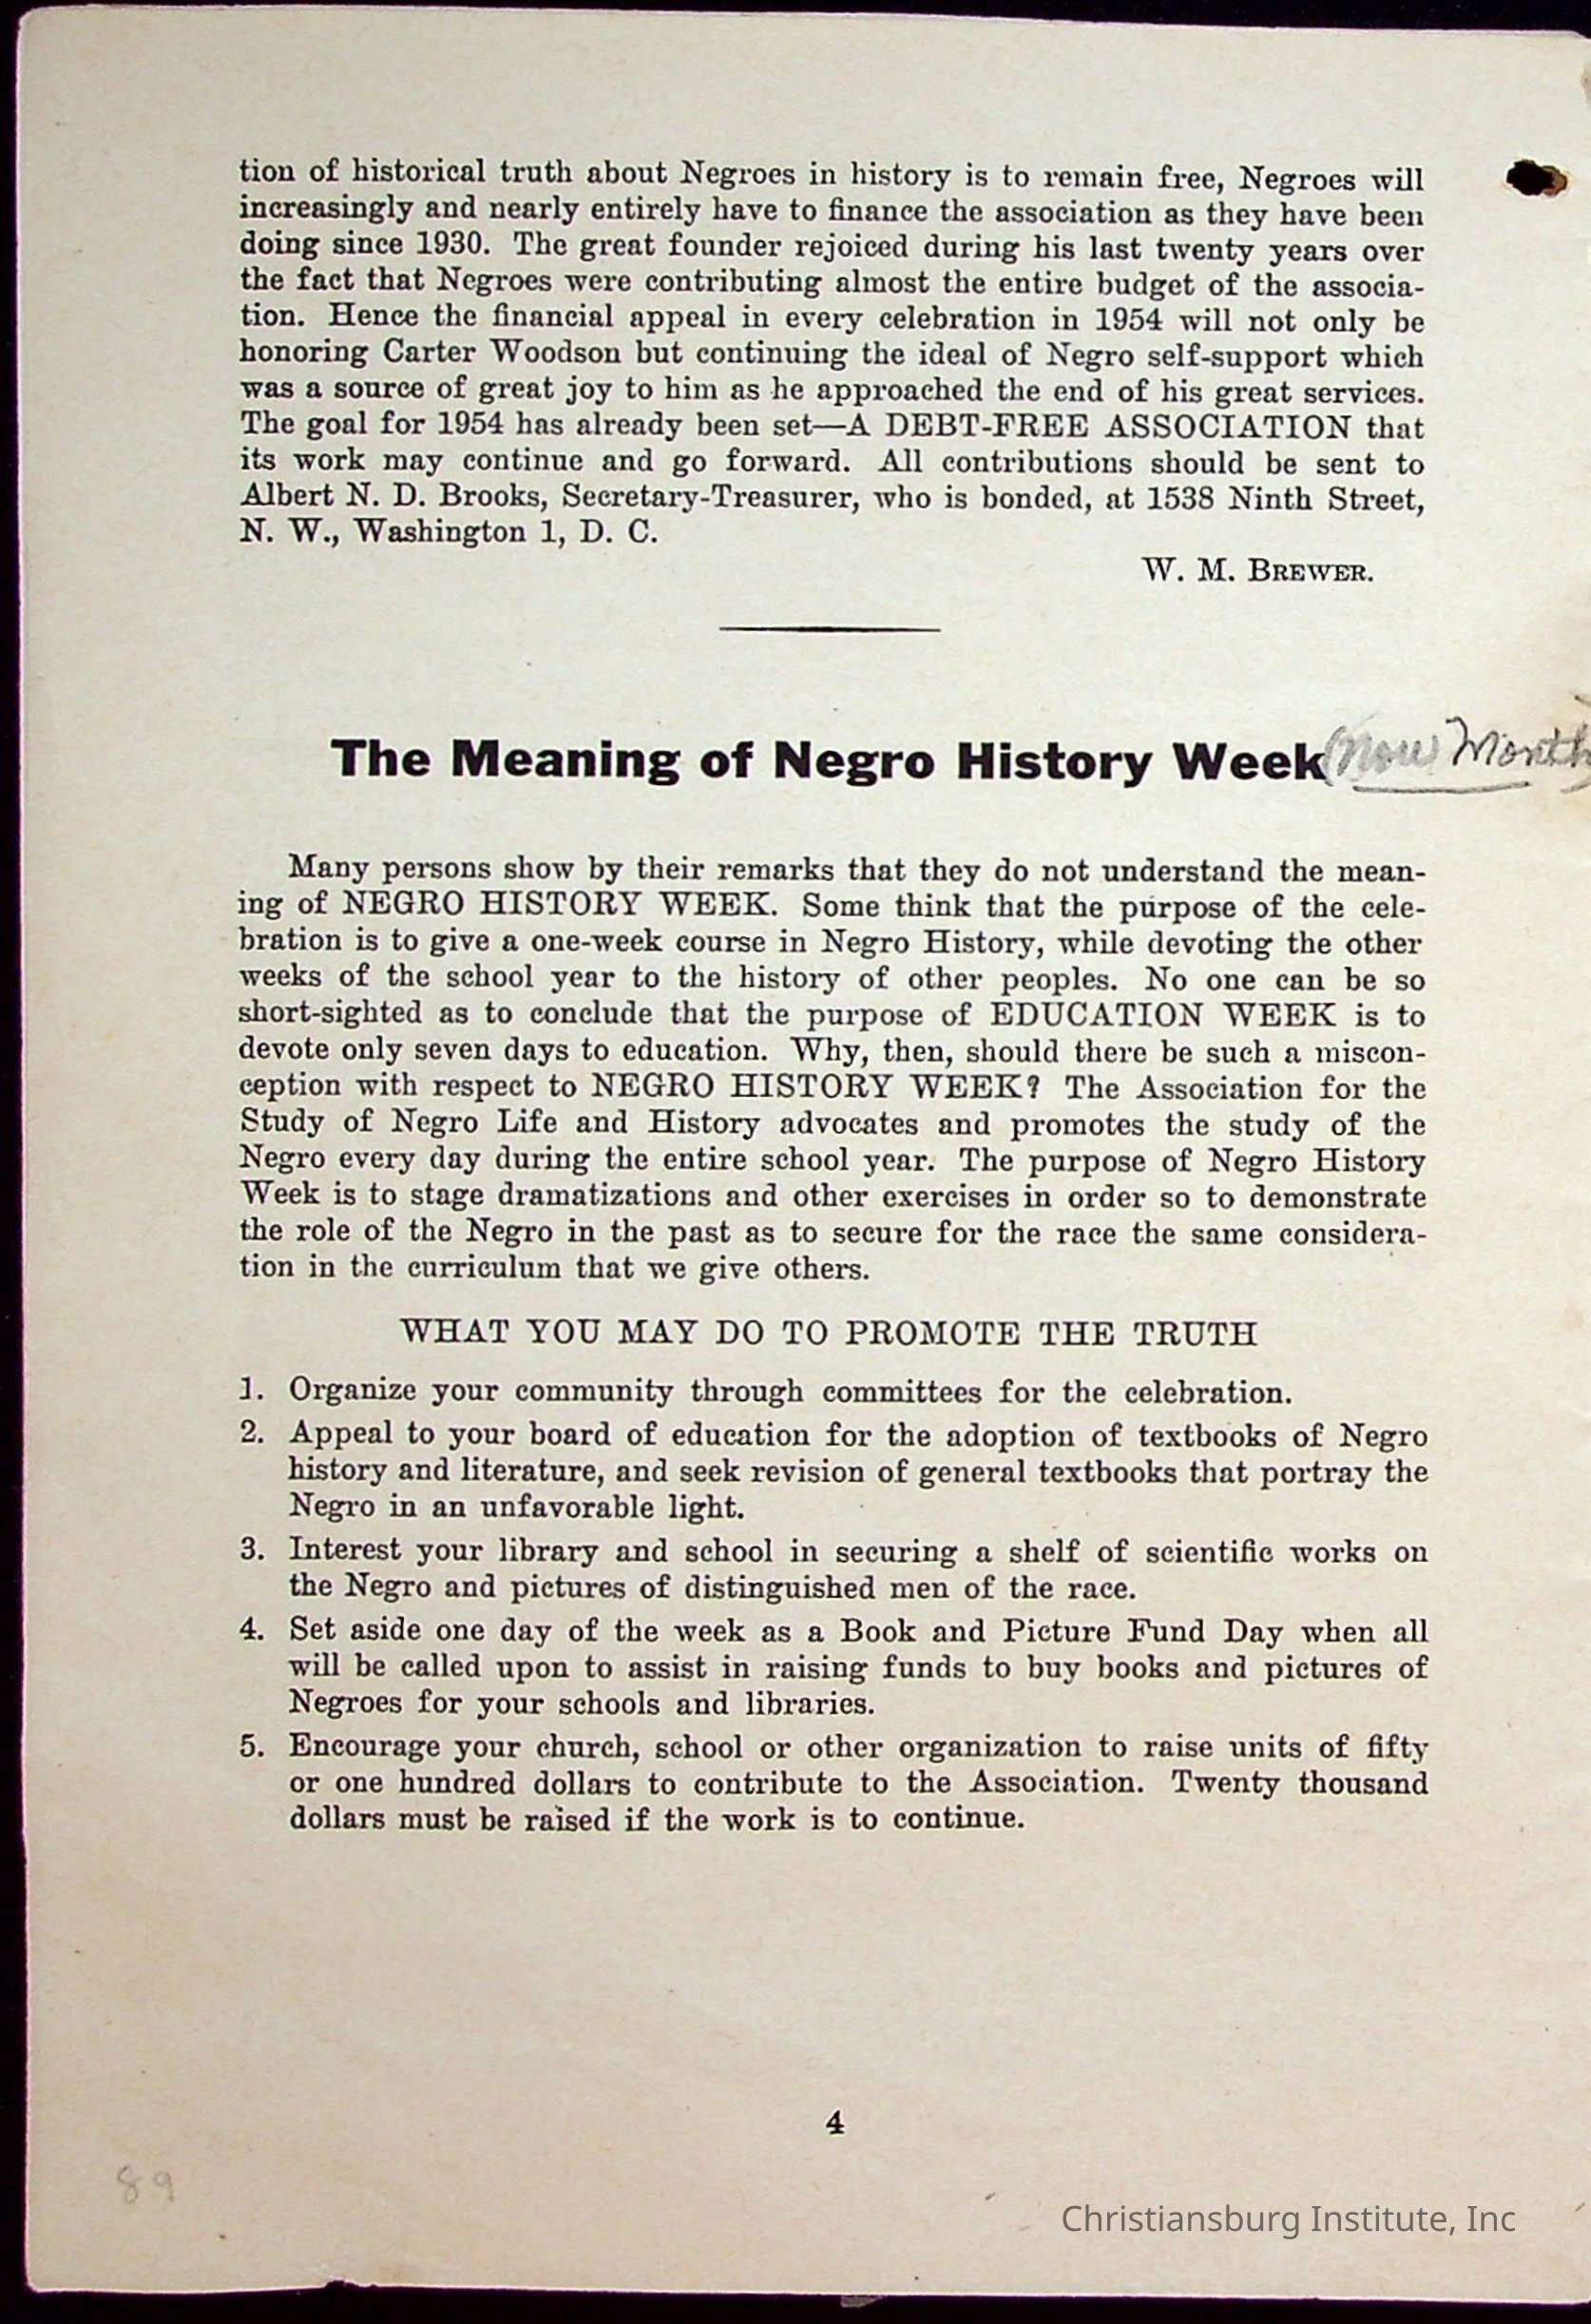 tion of historical truth about Negroes in history is to remain free, Negroes will
increasingly and nearly entirely have to finance the association as they have been
doing since 1930. The great founder rejoiced during his last twenty years over
the fact that Negroes were contributing almost the entire budget of the associa-
tion. Hence the financial appeal in every celebration in 1954 will not only be
honoring Carter Woodson but continuing the ideal of Negro self-support which
was a source of great joy to him as he approached the end of his great services.
The goal for 1954 has already been set—A DEBT-FREE ASSOCIATION that
its work may continue and go forward. All contributions should be sent to
Albert N. D. Brooks, Secretary-Treasurer, who is bonded, at 1538 Ninth Street,
N. W., Washington 1, D. C.
W. M. BREWER.
The Meaning of Negro History Week (now) Month
Many persons show by their remarks that they do not understand the mean-
ing of NEGRO HISTORY WEEK. Some think that the purpose of the cele-
bration is to give a one-week course in Negro History, while devoting the other
weeks of the school year to the history of other peoples. No one can be so
short-sighted as to conclude that the purpose of EDUCATION WEEK is to
devote only seven days to education. Why, then, should there be such a miscon-
ception with respect to NEGRO HISTORY WEEK? The Association for the
Study of Negro Life and History advocates and promotes the study of the
Negro every day during the entire school year. The purpose of Negro History
Week is to stage dramatizations and other exercises in order so to demonstrate
the role of the Negro in the past as to secure for the race the same considera-
tion in the curriculum that we give others.
WHAT YOU MAY DO TO PROMOTE THE TRUTH
1. Organize your community through committees for the celebration.
2. Appeal to your board of education for the adoption of textbooks of Negro
history and literature, and seek revision of general textbooks that portray the
Negro in an unfavorable light.
3. Interest your library and school in securing a shelf of scientific works on
the Negro and pictures of distinguished men of the race.
4. Set aside one day of the week as a Book and Picture Fund Day when all
will be called upon to assist in raising funds to buy books and pictures of
Negroes for your schools and libraries.
5. Encourage your church, school or other organization to raise units of fifty
or one hundred dollars to contribute to the Association. Twenty thousand
dollars must be raised if the work is to continue.
4
89
Christiansburg Institute, Inc